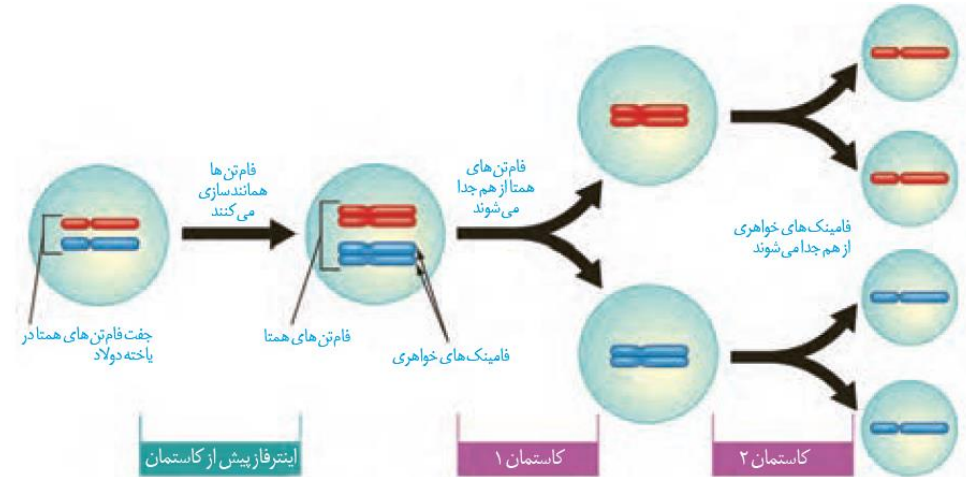 فام‌تن‌ها
همانندسازی
می‌کنند
فام‌تن‌های
همتا از هم جدا
می‌شوند
فامینک‌های خواهری
از هم جدا می‌شوند
جفت فام‌تن‌های همتا در
یاخته دولاد
فام‌تن‌های همتا
فامینک‌های خواهری
اینترفاز پیش از کاستمان
کاستمان ۱
کاستمان ۲